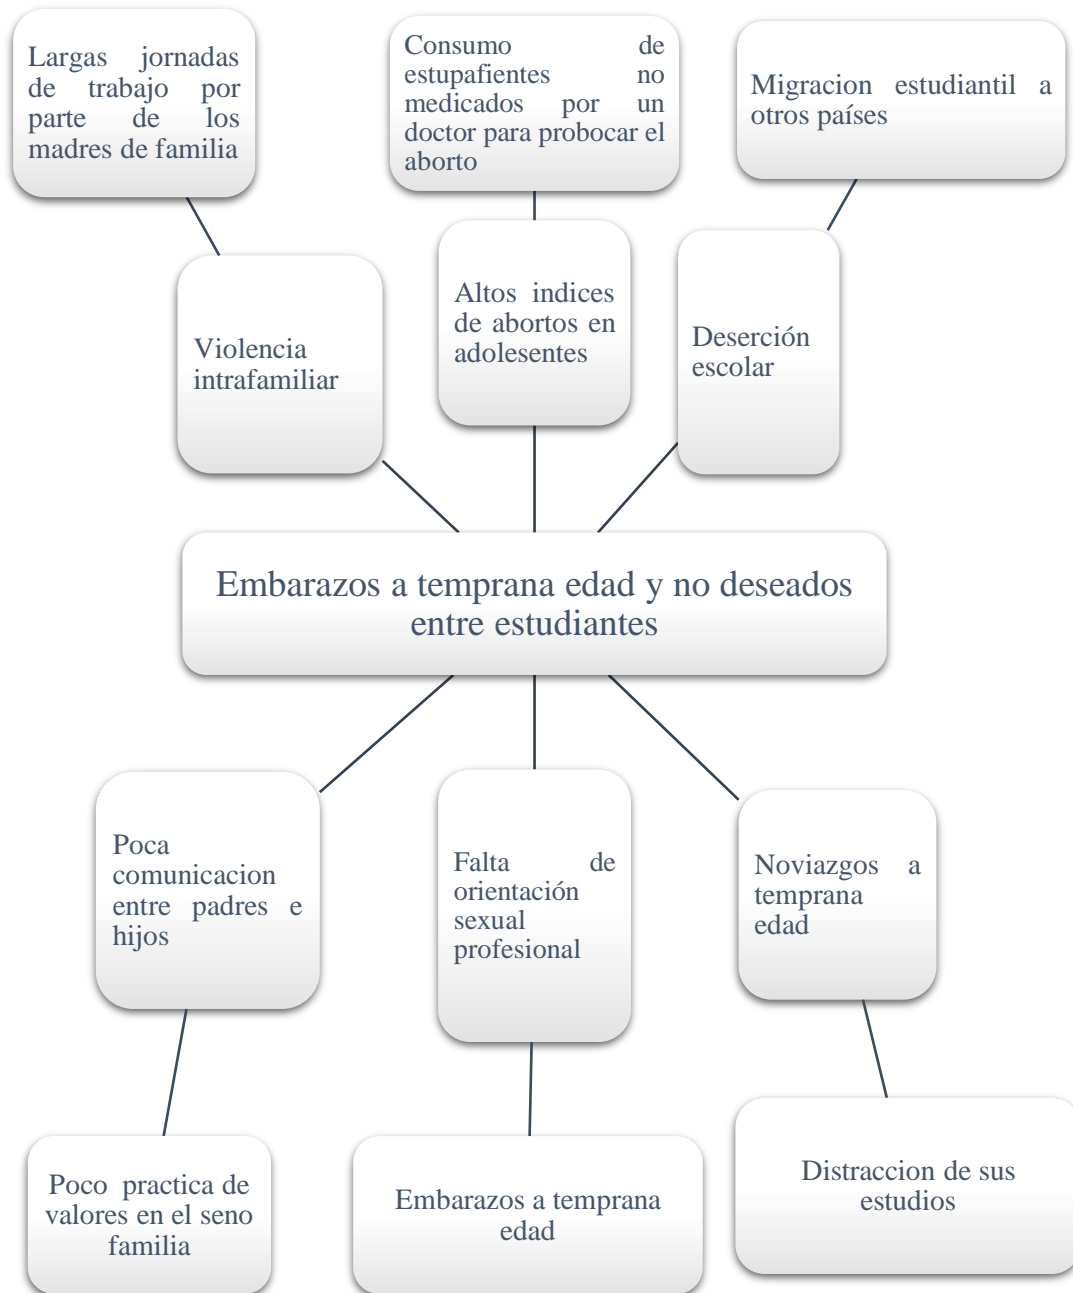 Largas jornadas
de trabajo por
parte de los
madres de familia
Consumo de
estupafientes no
medicados por un
doctor para probocar el
aborto
Migracion estudiantil a
otros países
Violencia
intrafamiliar
Altos indices
de abortos en
adolesentes
Deserción
escolar
Embarazos a temprana edad y no deseados
entre estudiantes
Poca
comunicacion
entre padres e
hijos
Falta de
orientación
sexual
profesional
Noviazgos a
temprana
edad
Poco practica de
valores en el seno
familia
Embarazos a temprana
edad
Distraccion de sus
estudios